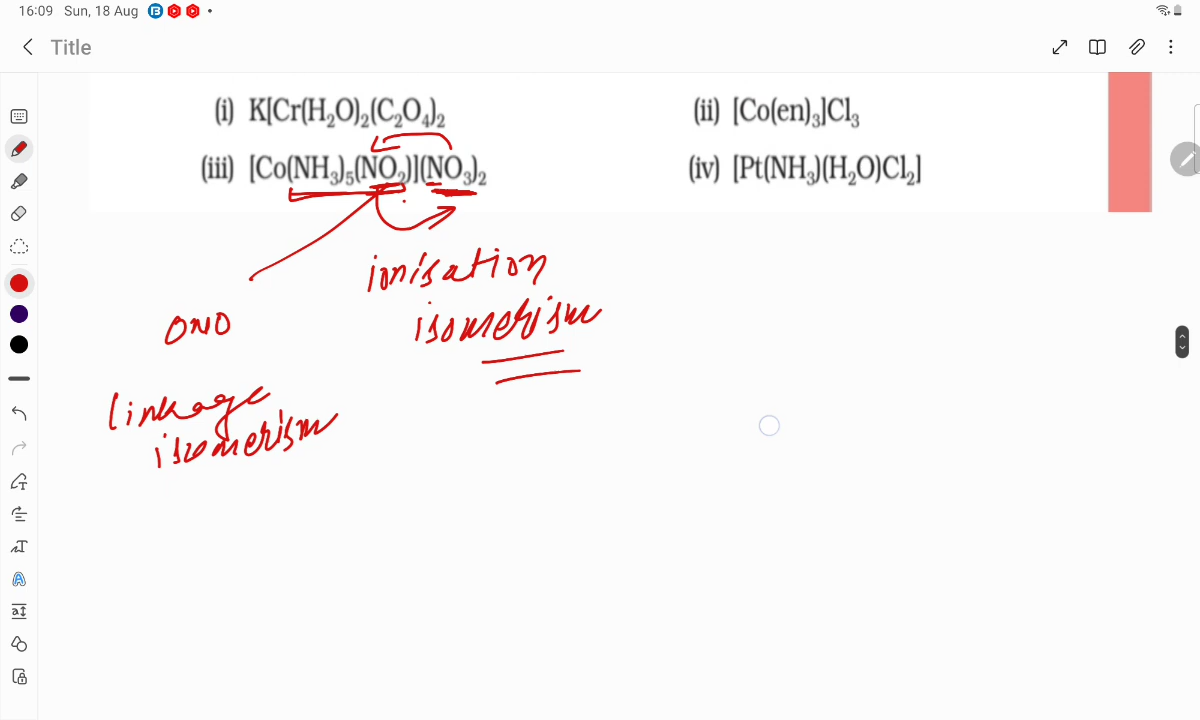 16:09 Sun, 18 Aug
Title
(i) K[Cr(H₂O)₂(C₂O₄)₂
(ii) [Co(en)₃]Cl₃
(iii) [Co(NH₃)₅(NO₂)](NO₃)₂
(iv) [Pt(NH₃)(H₂O)Cl₂]
ionisation
isomerism
ONO
linkage
isomerism